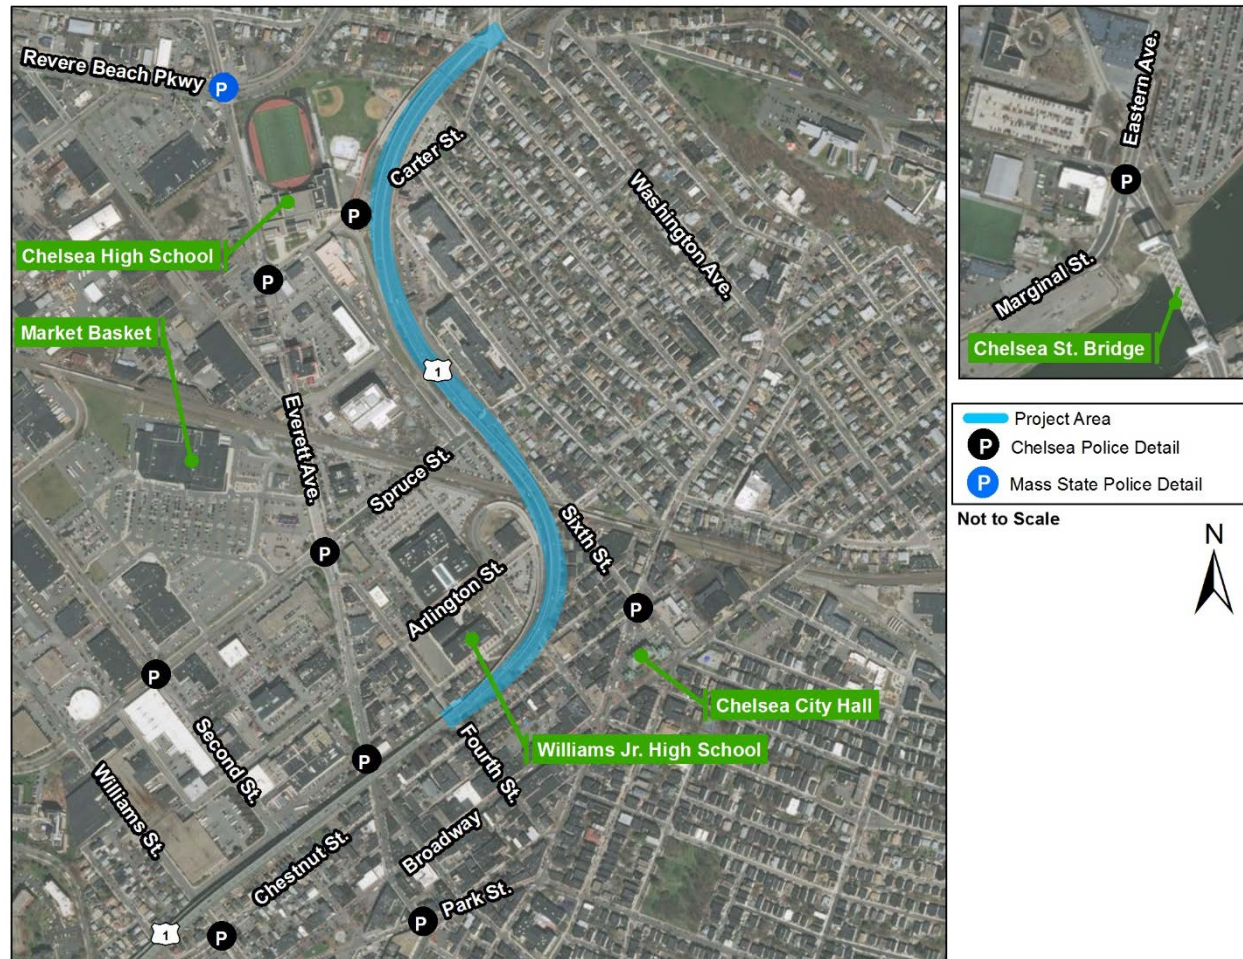 Revere Beach Pkwy
P
Carter St.
Washington Ave.
P
Chelsea High School
P
Market Basket
1
Everett Ave.
Spruce St.
Sixth St.
P
Arlington St.
P
P
Chelsea City Hall
Williams Jr. High School
Fourth St.
P
Second St.
Williams St.
Chestnut St.
Broadway
Park St.
P
P
1
Eastern Ave.
P
Marginal St.
Chelsea St. Bridge
Project Area
P Chelsea Police Detail
P Mass State Police Detail
Not to Scale
N